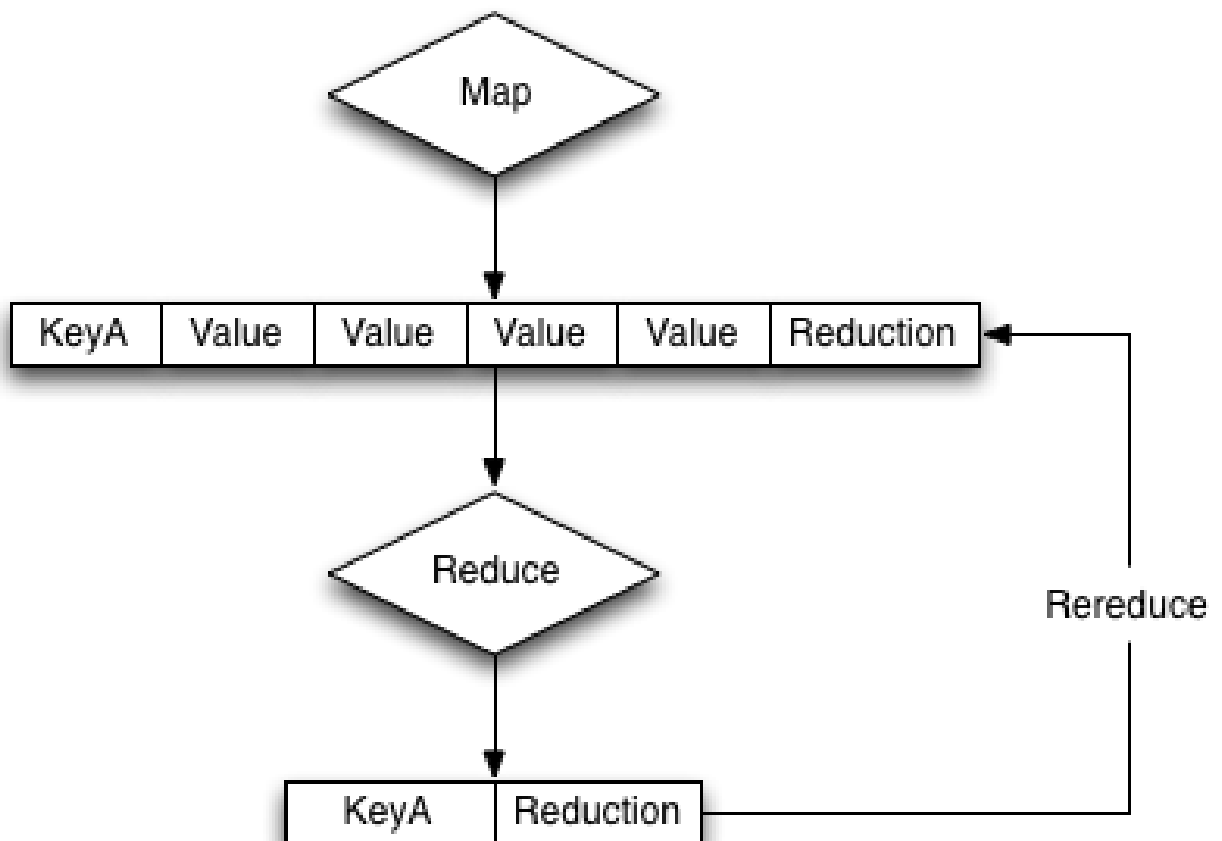 Map
KeyA Value Value Value Value Reduction
Reduce
Rereduce
KeyA Reduction